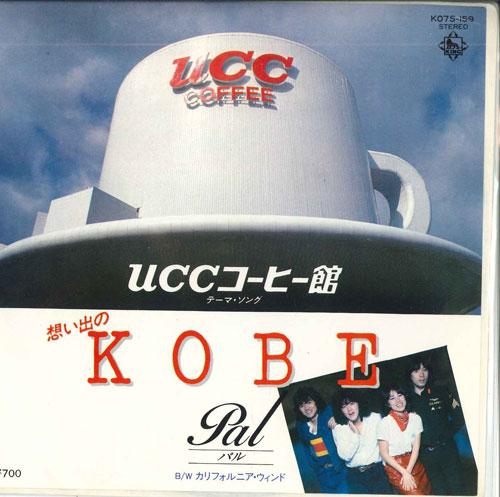 K07S-159
STEREO
KING
UCC
COFFEE
UCCコーヒー館
テーマ・ソング
想い出の
KOBE
Pal
パル
B/W カリフォルニア・ウィンド
¥700